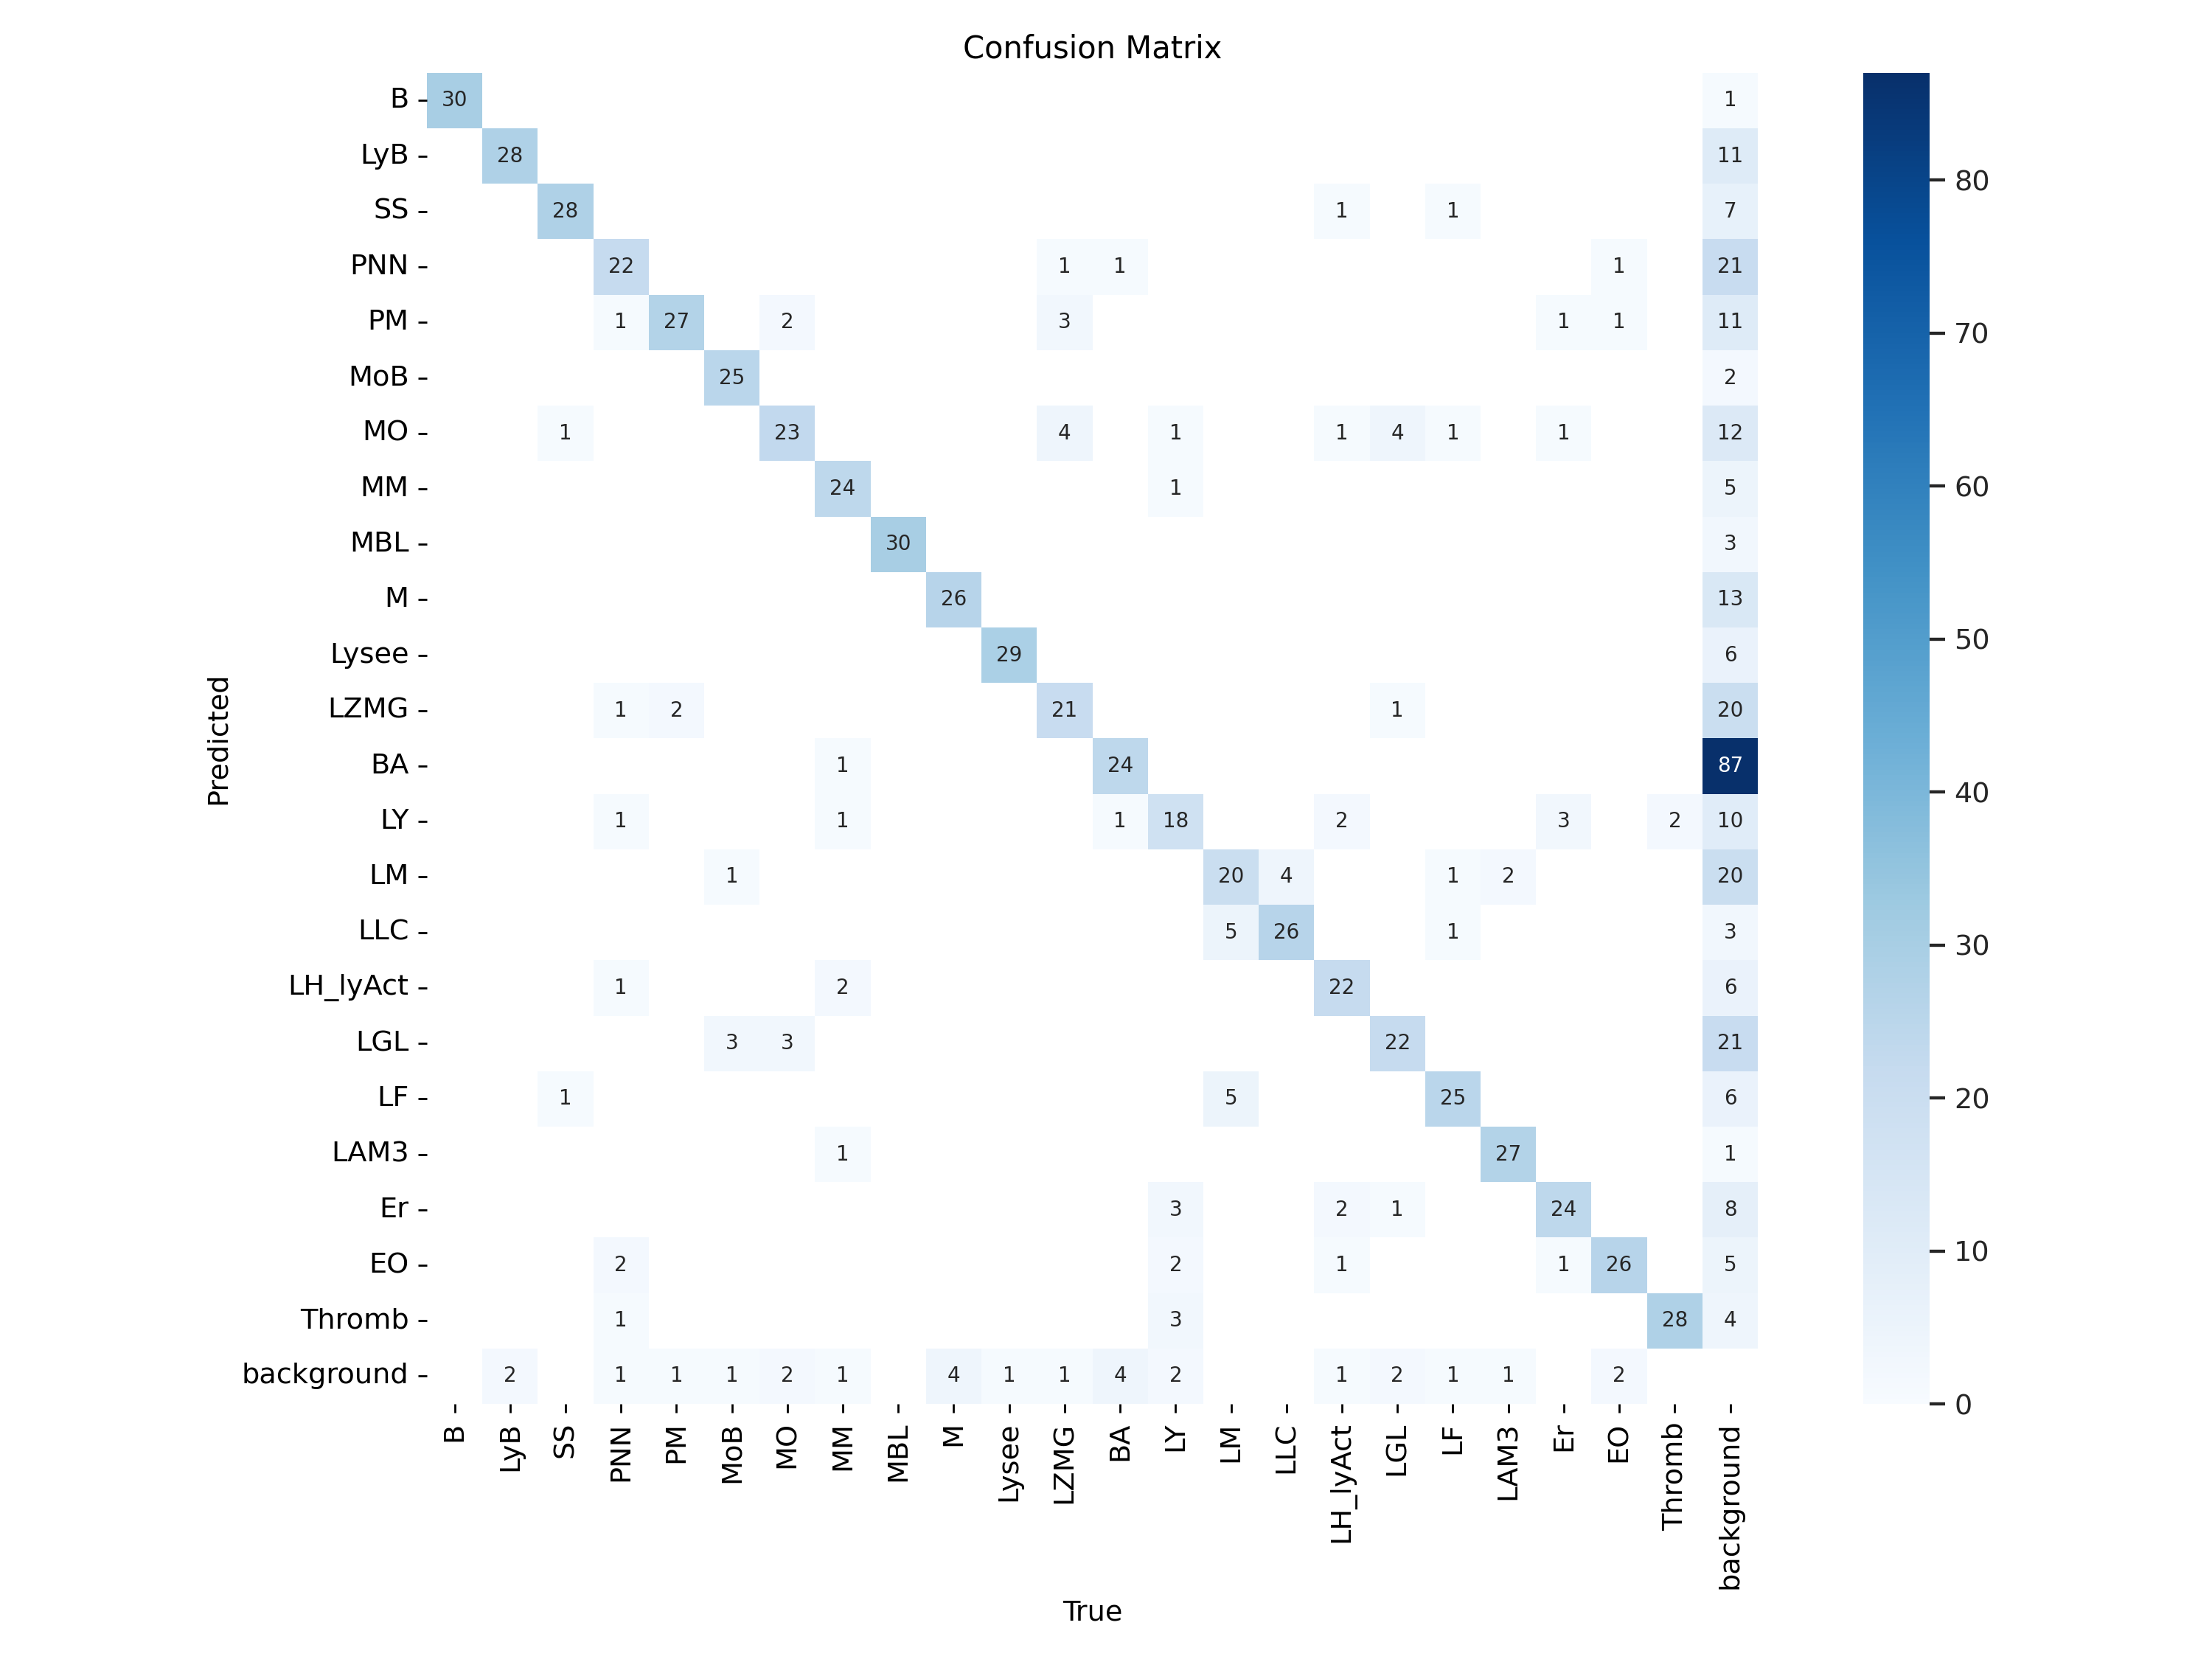 Confusion Matrix
B 30 1
LyB 28 11
SS 28 1 1 7
PNN 22 1 1 1 21
PM 1 27 2 3 1 1 11
MoB 25 2
MO 1 23 4 1 1 4 1 1 12
MM 24 1 5
MBL 30 3
M 26 13
Lysee 29 6
LZMG 1 2 21 1 20
BA 1 24 87
LY 1 1 1 18 2 3 2 10
LM 1 20 4 1 2 20
LLC 5 26 1 3
LH_lyAct 1 2 22 6
LGL 3 3 22 21
LF 1 5 25 6
LAM3 1 27 1
Er 3 2 1 24 8
EO 2 2 1 1 26 5
Thromb 1 3 28 4
background 2 1 1 1 2 1 4 1 1 4 2 1 2 1 1 2
B LyB SS PNN PM MoB MO MM MBL M Lysee LZMG BA LY LM LLC LH_lyAct LGL LF LAM3 Er EO Thromb background
True
Predicted
80
70
60
50
40
30
20
10
0